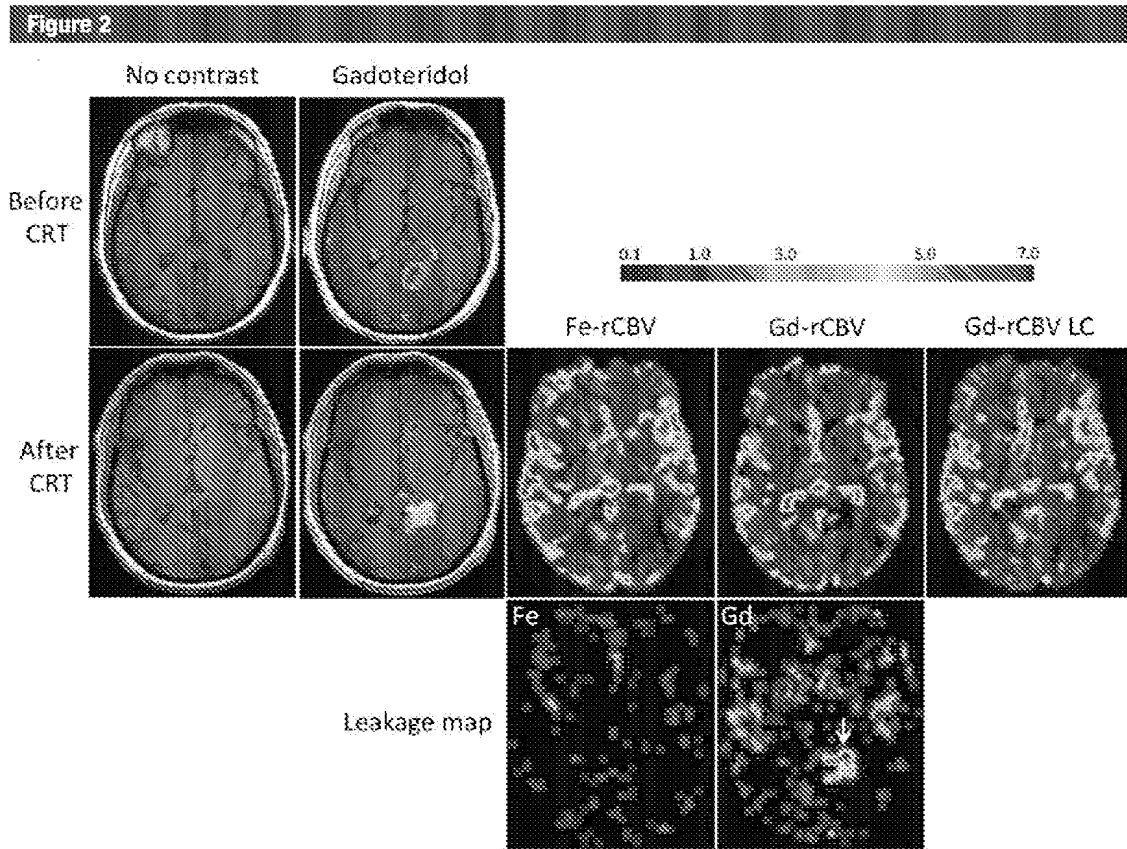 Figure 2
No contrast Gadoteridol
Before
CRT
0.1 1.0 3.0 5.0 7.0
Fe-rCBV Gd-rCBV Gd-rCBV LC
After
CRT
Fe Gd
Leakage map